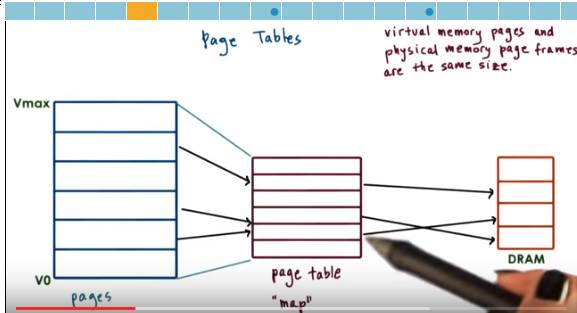 Page Tables
virtual memory pages and
physical memory page frames
are the same size.
Vmax
V0
pages
page table
"map"
DRAM